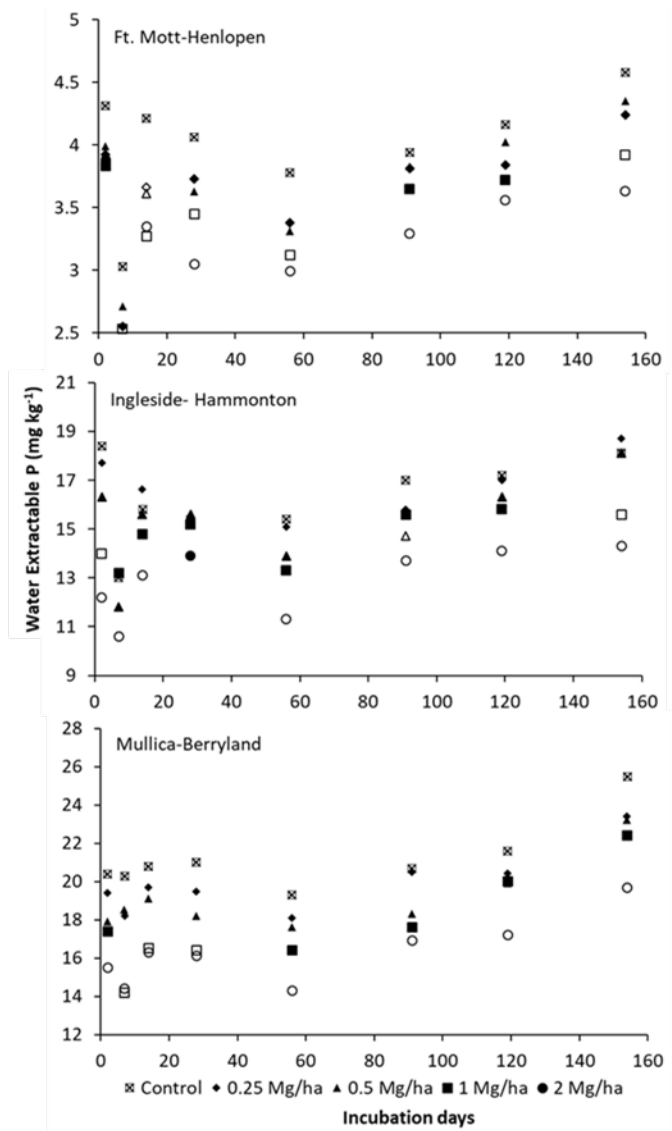 Ft. Mott-Henlopen
5
4.5
4
3.5
3
2.5
0 20 40 60 80 100 120 140 160
Water Extractable P (mg kg⁻¹)
Ingleside- Hammonton
21
19
17
15
13
11
9
0 20 40 60 80 100 120 140 160
Mullica-Berryland
28
26
24
22
20
18
16
14
12
0 20 40 60 80 100 120 140 160
Control 0.25 Mg/ha 0.5 Mg/ha 1 Mg/ha 2 Mg/ha
Incubation days